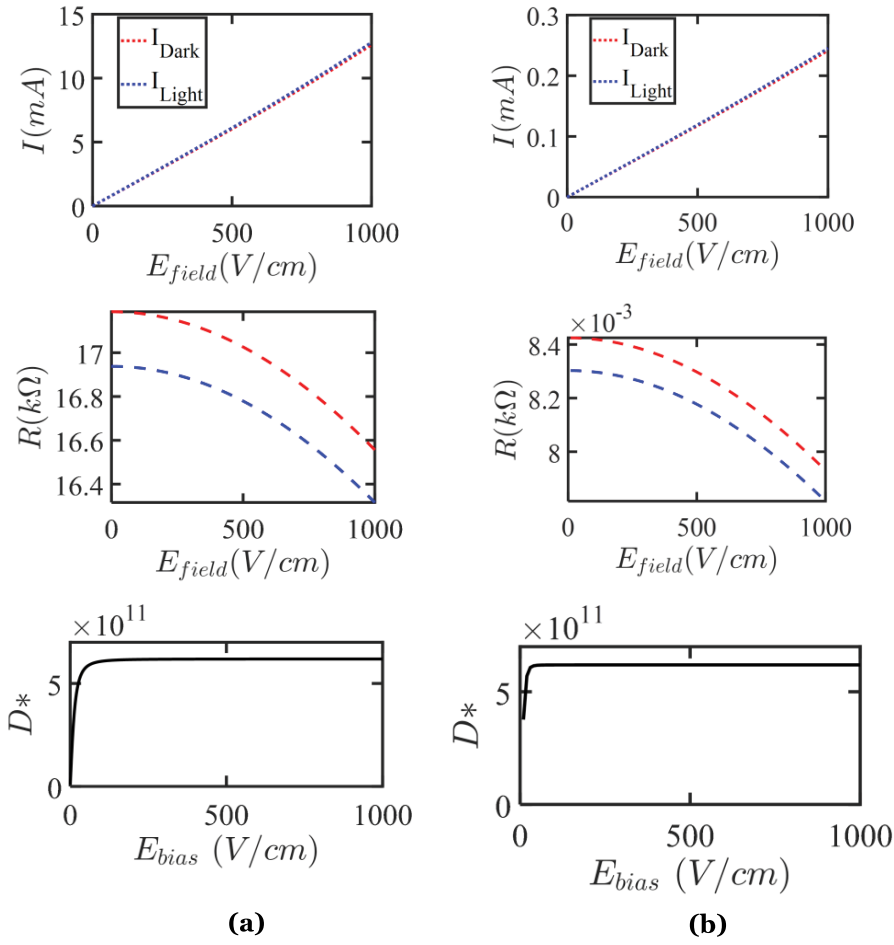 15
10
5
0
I(mA)
I_Dark
I_Light
0 500 1000
E_field(V/cm)
0.3
0.2
0.1
0
I(mA)
I_Dark
I_Light
0 500 1000
E_field(V/cm)
17
16.8
16.6
16.4
R(kΩ)
0 500 1000
E_field(V/cm)
×10^-3
8.4
8.2
8
R(kΩ)
0 500 1000
E_field(V/cm)
×10^11
5
0
D*
0 500 1000
E_bias (V/cm)
(a)
×10^11
5
0
D*
0 500 1000
E_bias (V/cm)
(b)